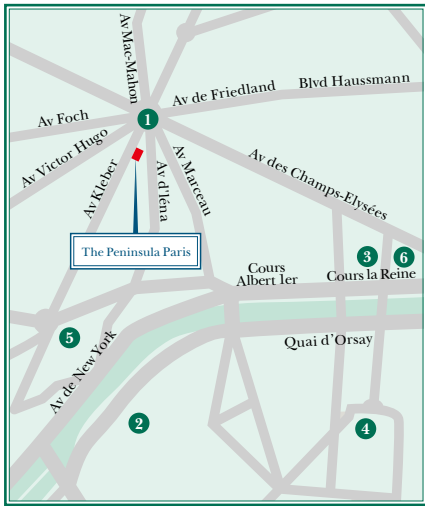 Av Mac-Mahon
Av de Friedland
Blvd Haussmann
Av Foch
1
Av Victor Hugo
Av Kleber
Av d'Iéna
Av Marceau
Av des Champs-Elysées
The Peninsula Paris
3
6
Cours
Albert 1er
Cours la Reine
5
Av de New York
Quai d'Orsay
2
4